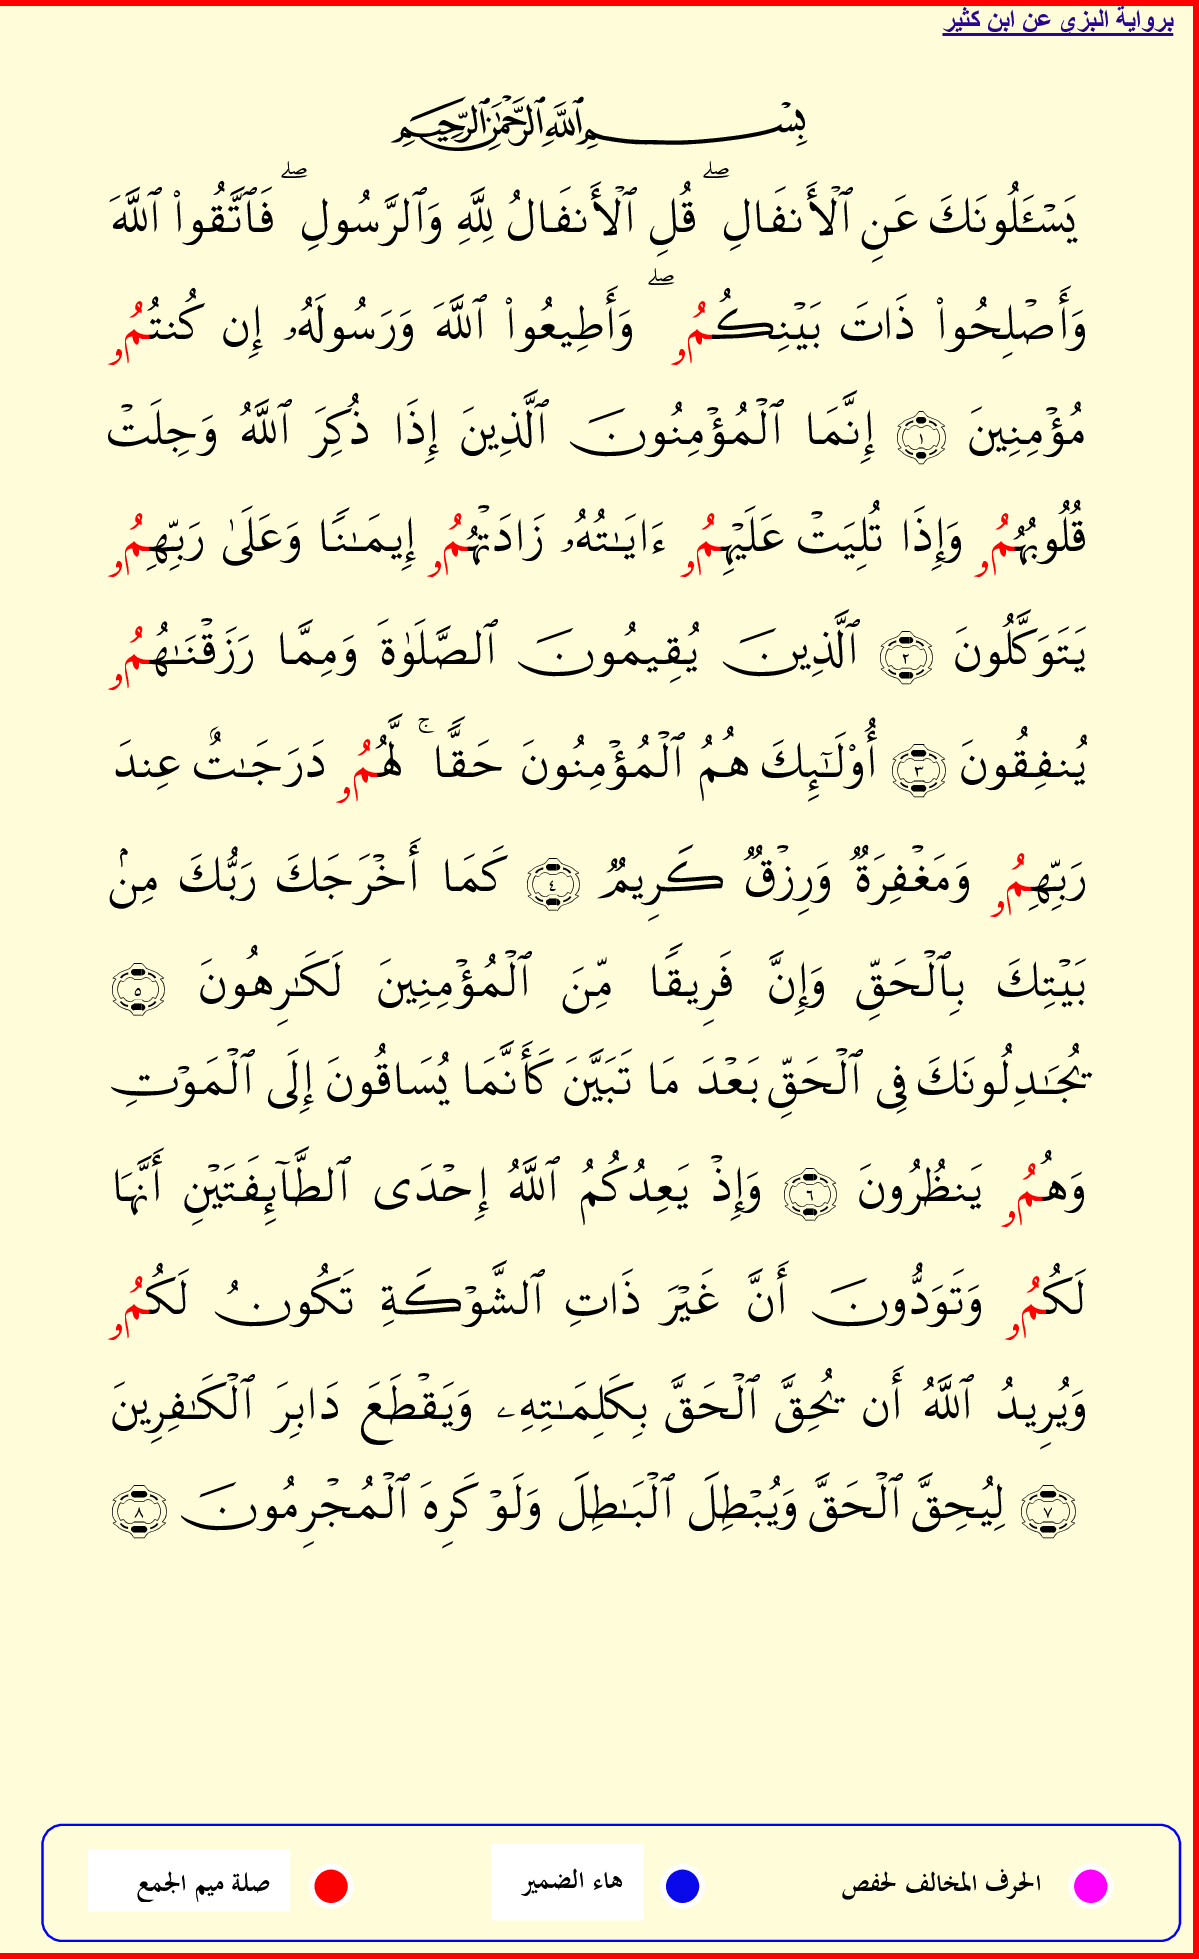 برواية البزى عن ابن كثير
بِسْمِ ٱللَّهِ ٱلرَّحْمَٰنِ ٱلرَّحِيمِ
يَسْـَٔلُونَكَ عَنِ ٱلْأَنفَالِ ۖ قُلِ ٱلْأَنفَالُ لِلَّهِ وَٱلرَّسُولِ ۖ فَٱتَّقُوا۟ ٱللَّهَ
وَأَصْلِحُوا۟ ذَاتَ بَيْنِكُمُۥ ۖ وَأَطِيعُوا۟ ٱللَّهَ وَرَسُولَهُۥ إِن كُنتُمُۥ
مُؤْمِنِينَ ١ إِنَّمَا ٱلْمُؤْمِنُونَ ٱلَّذِينَ إِذَا ذُكِرَ ٱللَّهُ وَجِلَتْ
قُلُوبُهُمُۥ وَإِذَا تُلِيَتْ عَلَيْهِمُۥ ءَايَـٰتُهُۥ زَادَتْهُمُۥ إِيمَـٰنًا وَعَلَىٰ رَبِّهِمُۥ
يَتَوَكَّلُونَ ٢ ٱلَّذِينَ يُقِيمُونَ ٱلصَّلَوٰةَ وَمِمَّا رَزَقْنَـٰهُمُۥ
يُنفِقُونَ ٣ أُو۟لَـٰٓئِكَ هُمُ ٱلْمُؤْمِنُونَ حَقًّا ۚ لَّهُمُۥ دَرَجَـٰتٌ عِندَ
رَبِّهِمُۥ وَمَغْفِرَةٌ وَرِزْقٌ كَرِيمٌ ٤ كَمَا أَخْرَجَكَ رَبُّكَ مِنۢ
بَيْتِكَ بِٱلْحَقِّ وَإِنَّ فَرِيقًا مِّنَ ٱلْمُؤْمِنِينَ لَكَـٰرِهُونَ ٥
يُجَـٰدِلُونَكَ فِى ٱلْحَقِّ بَعْدَ مَا تَبَيَّنَ كَأَنَّمَا يُسَاقُونَ إِلَى ٱلْمَوْتِ
وَهُمُۥ يَنظُرُونَ ٦ وَإِذْ يَعِدُكُمُ ٱللَّهُ إِحْدَى ٱلطَّآئِفَتَيْنِ أَنَّهَا
لَكُمُۥ وَتَوَدُّونَ أَنَّ غَيْرَ ذَاتِ ٱلشَّوْكَةِ تَكُونُ لَكُمُۥ
وَيُرِيدُ ٱللَّهُ أَن يُحِقَّ ٱلْحَقَّ بِكَلِمَـٰتِهِۦ وَيَقْطَعَ دَابِرَ ٱلْكَـٰفِرِينَ
٧ لِيُحِقَّ ٱلْحَقَّ وَيُبْطِلَ ٱلْبَـٰطِلَ وَلَوْ كَرِهَ ٱلْمُجْرِمُونَ ٨
الحرف المخالف لحفص هاء الضمير صلة ميم الجمع